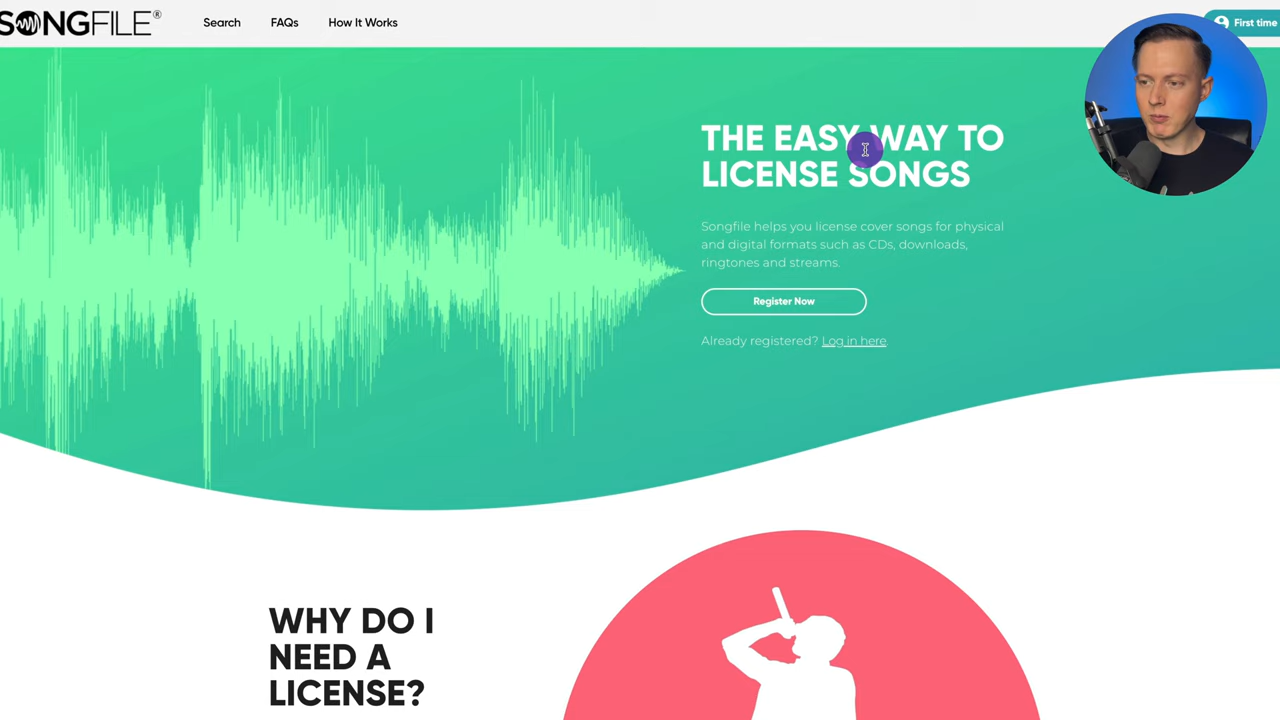 SONGFILE®
Search
FAQs
How It Works
First time
THE EASY WAY TO
LICENSE SONGS
Songfile helps you license cover songs for physical
and digital formats such as CDs, downloads,
ringtones and streams.
Register Now
Already registered? Log in here
WHY DO I
NEED A
LICENSE?